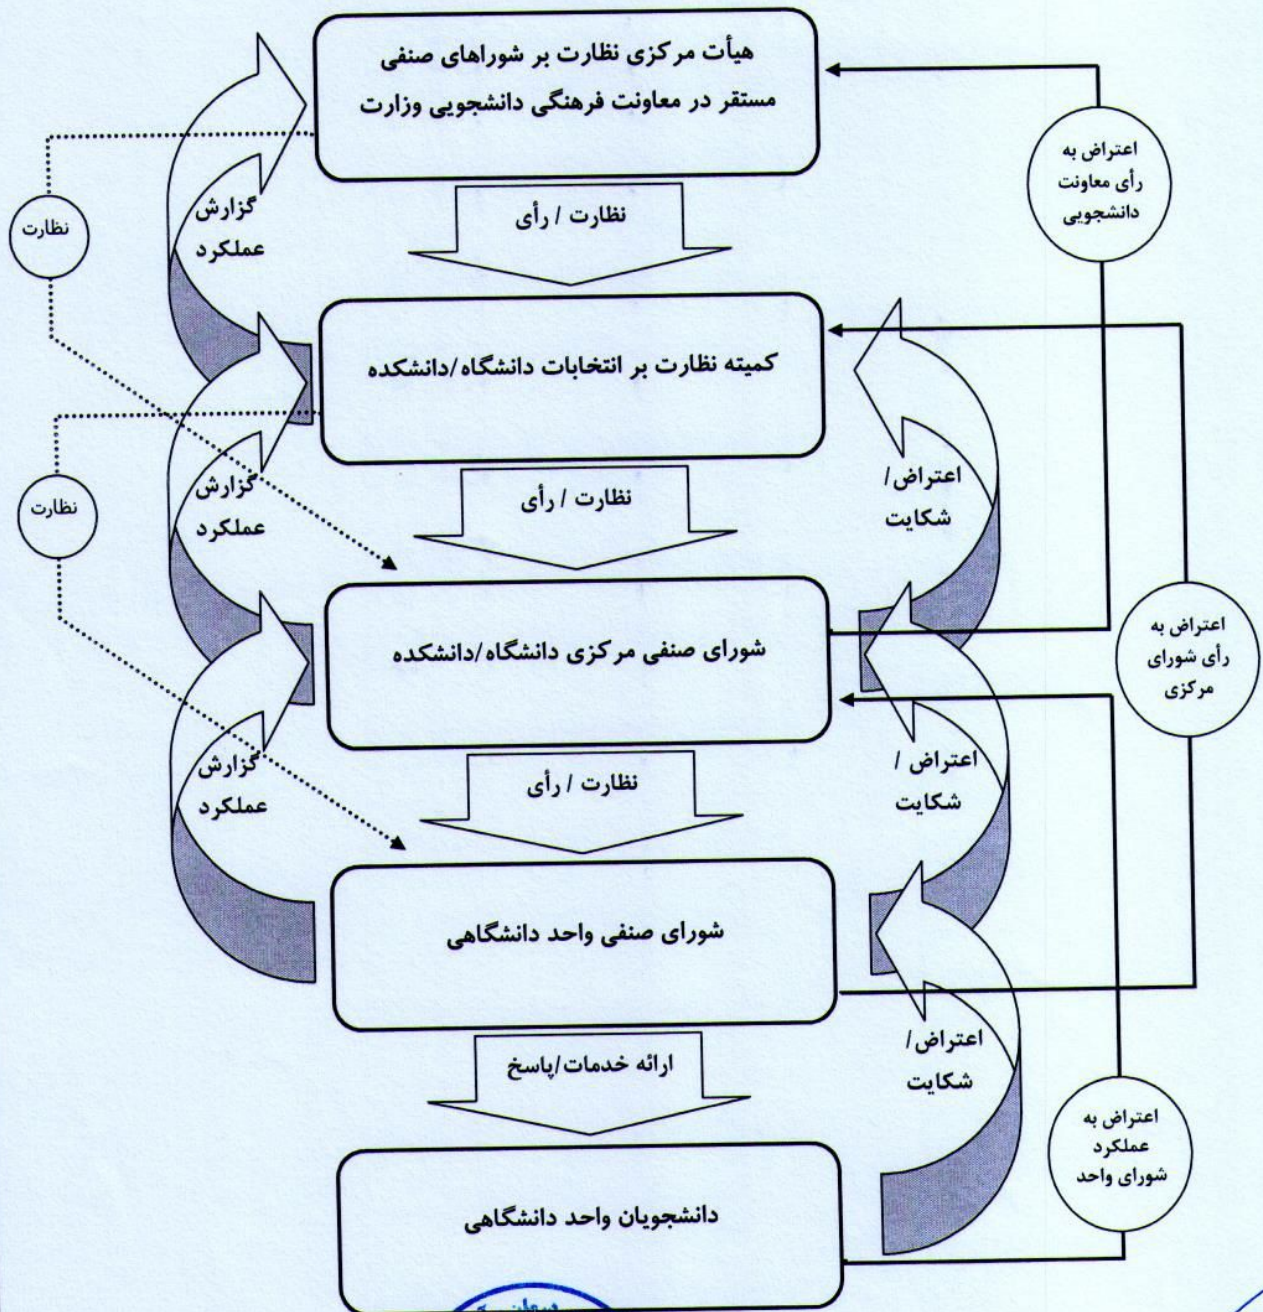 هیأت مرکزی نظارت بر شوراهای صنفی
مستقر در معاونت فرهنگی دانشجویی وزارت
اعتراض به
رأی معاونت
دانشجویی
نظارت
گزارش
عملکرد
نظارت / رأی
کمیته نظارت بر انتخابات دانشگاه/دانشکده
نظارت
گزارش
عملکرد
نظارت / رأی
اعتراض/
شکایت
شورای صنفی مرکزی دانشگاه/دانشکده
اعتراض به
رأی شورای
مرکزی
گزارش
عملکرد
نظارت / رأی
اعتراض /
شکایت
شورای صنفی واحد دانشگاهی
ارائه خدمات/پاسخ
اعتراض/
شکایت
اعتراض به
عملکرد
شورای واحد
دانشجویان واحد دانشگاهی